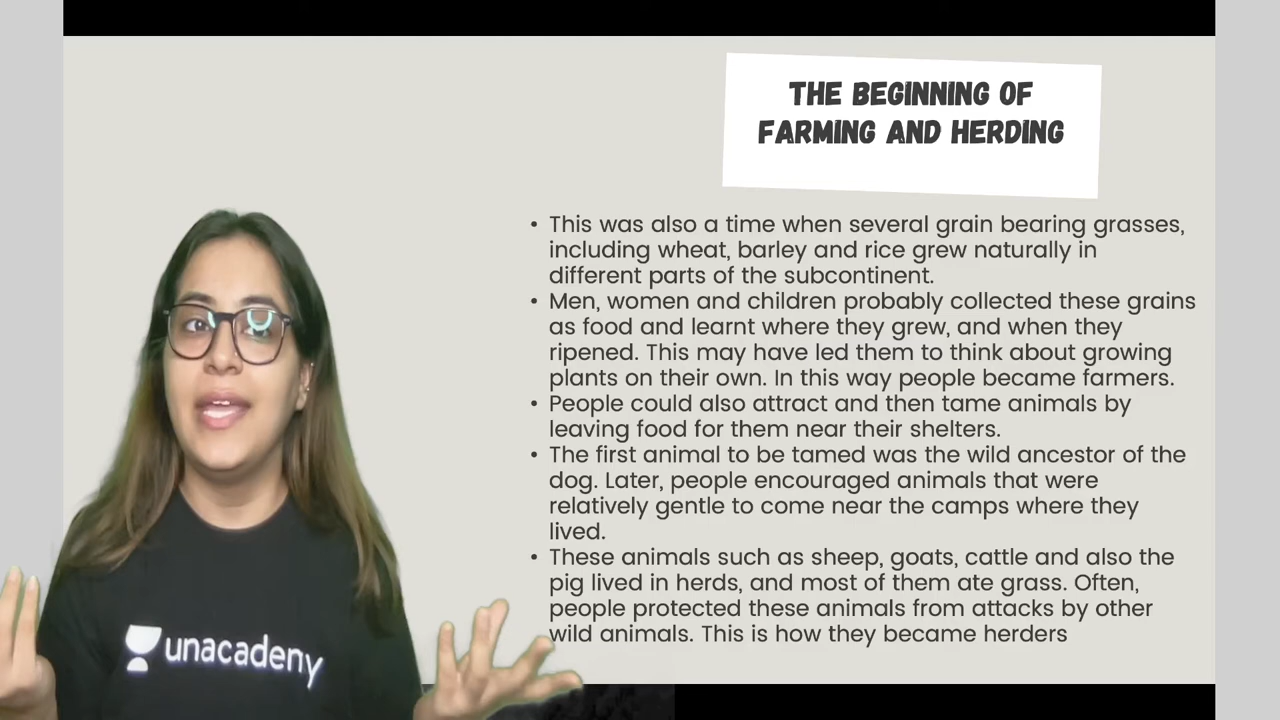 THE BEGINNING OF
FARMING AND HERDING
• This was also a time when several grain bearing grasses,
including wheat, barley and rice grew naturally in
different parts of the subcontinent.
• Men, women and children probably collected these grains
as food and learnt where they grew, and when they
ripened. This may have led them to think about growing
plants on their own. In this way people became farmers.
• People could also attract and then tame animals by
leaving food for them near their shelters.
• The first animal to be tamed was the wild ancestor of the
dog. Later, people encouraged animals that were
relatively gentle to come near the camps where they
lived.
• These animals such as sheep, goats, cattle and also the
pig lived in herds, and most of them ate grass. Often,
people protected these animals from attacks by other
wild animals. This is how they became herders
unacademy